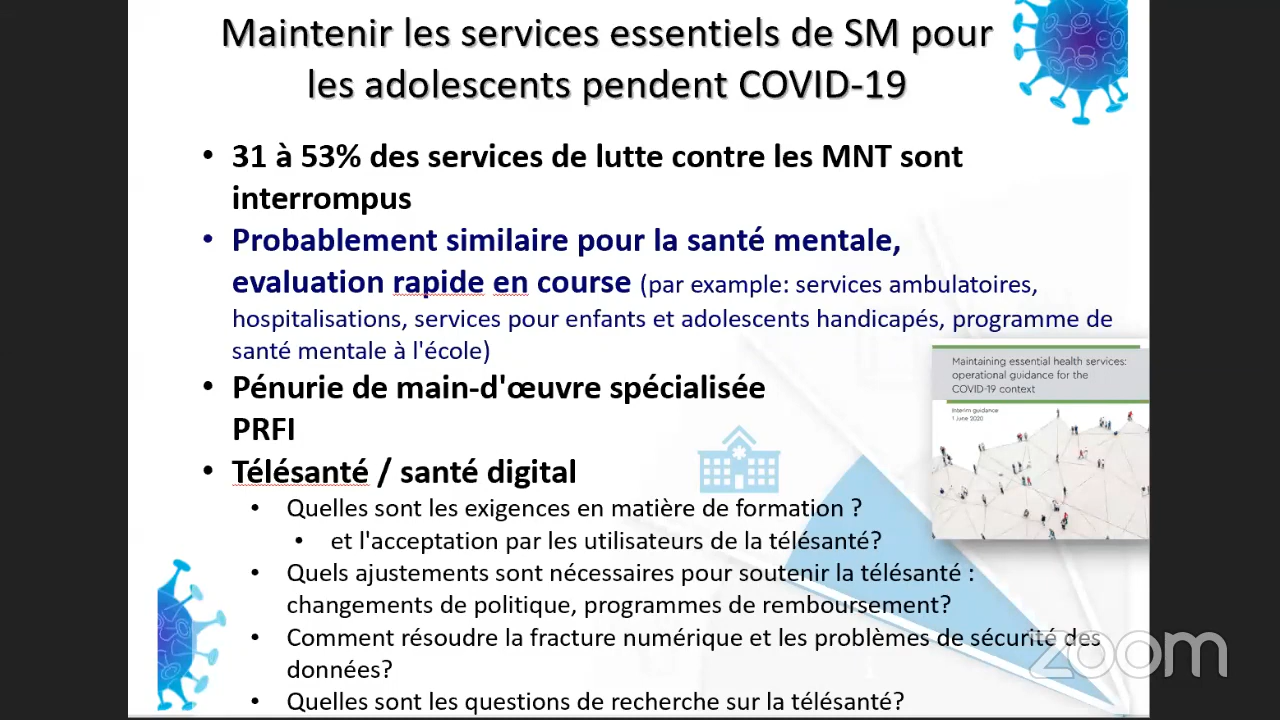 Maintenir les services essentiels de SM pour
les adolescents pendent COVID-19
• 31 à 53% des services de lutte contre les MNT sont
interrompus
• Probablement similaire pour la santé mentale,
evaluation rapide en course (par example: services ambulatoires,
hospitalisations, services pour enfants et adolescents handicapés, programme de
santé mentale à l'école)
• Pénurie de main-d'œuvre spécialisée
PRFI
• Télésanté / santé digital
• Quelles sont les exigences en matière de formation ?
• et l'acceptation par les utilisateurs de la télésanté?
• Quels ajustements sont nécessaires pour soutenir la télésanté :
changements de politique, programmes de remboursement?
• Comment résoudre la fracture numérique et les problèmes de sécurité des
données?
• Quelles sont les questions de recherche sur la télésanté?
Maintaining essential health services:
operational guidance for the
COVID-19 context
Interim guidance
1 June 2020
zoom